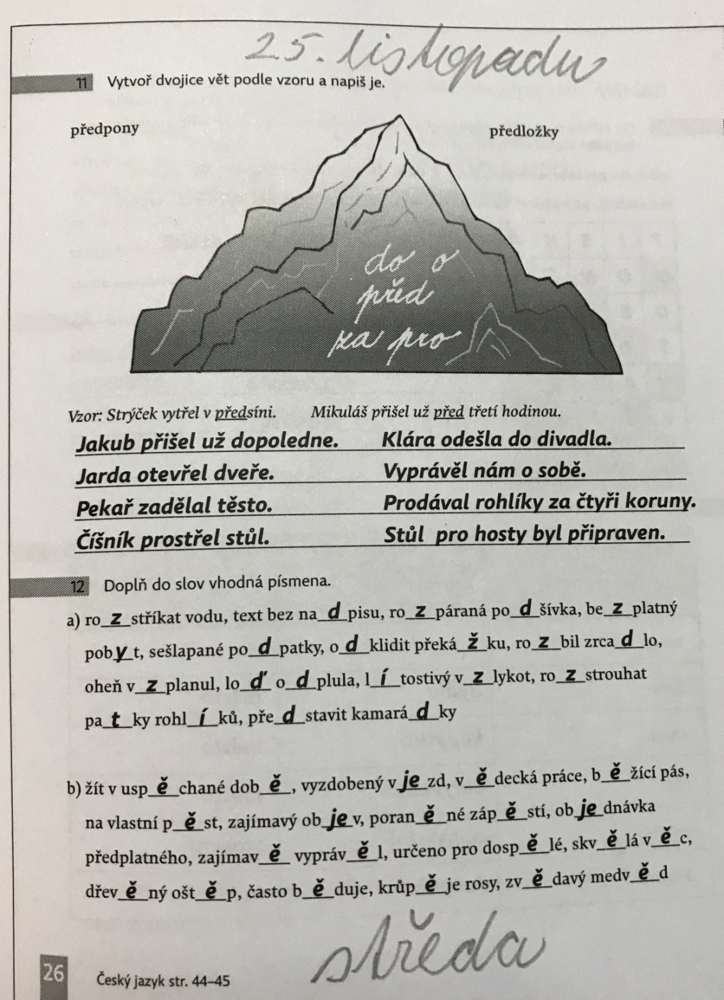 25. listopadu
11 Vytvoř dvojice vět podle vzoru a napiš je.
předpony předložky
do o
před
za pro
Vzor: Strýček vytřel v předsíni. Mikuláš přišel už před třetí hodinou.
Jakub přišel už dopoledne. Klára odešla do divadla.
Jarda otevřel dveře. Vyprávěl nám o sobě.
Pekař zadělal těsto. Prodával rohlíky za čtyři koruny.
Číšník prostřel stůl. Stůl pro hosty byl připraven.
12 Doplň do slov vhodná písmena.
a) ro_z_stříkat vodu, text bez na_d_pisu, ro_z_páraná po_d_šívka, be_z_platný
pob_y_t, sešlapané po_d_patky, o_d_klidit překá_ž_ku, ro_z_bil zrca_d_lo,
oheň v_z_planul, lo_ď_ o_d_plula, l_í_tostivý v_z_lykot, ro_z_strouhat
pa_t_ky rohl_í_ků, pře_d_stavit kamará_d_ky
b) žít v usp_ě_chané dob_ě_, vyzdobený v_je_zd, v_ě_decká práce, b_ě_žící pás,
na vlastní p_ě_st, zajímavý ob_je_v, poran_ě_né záp_ě_stí, ob_je_dnávka
předplatného, zajímav_ě_ vypráv_ě_l, určeno pro dosp_ě_lé, skv_ě_lá v_ě_c,
dřev_ě_ný ošt_ě_p, často b_ě_duje, krůp_ě_je rosy, zv_ě_davý medv_ě_d
středa
26 Český jazyk str. 44–45